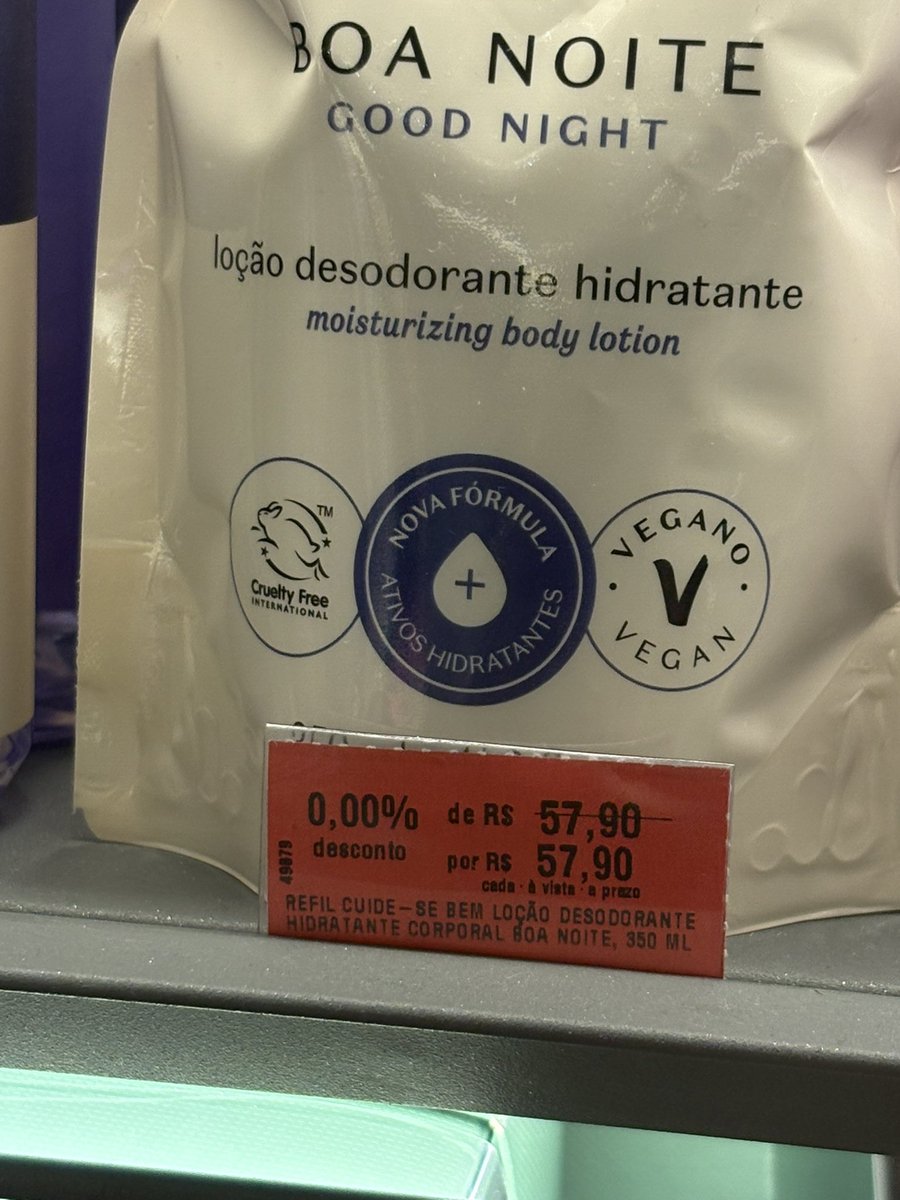 BOA NOITE
GOOD NIGHT
loção desodorante hidratante
moisturizing body lotion
TM
Cruelty Free
INTERNATIONAL
NOVA FÓRMULA
ATIVOS HIDRATANTES
VEGANO
V
VEGAN
0,00%
desconto
de R$ 57,90
por R$ 57,90
cada · à vista · a prazo
49879
REFIL CUIDE-SE BEM LOÇÃO DESODORANTE
HIDRATANTE CORPORAL BOA NOITE, 350 ML